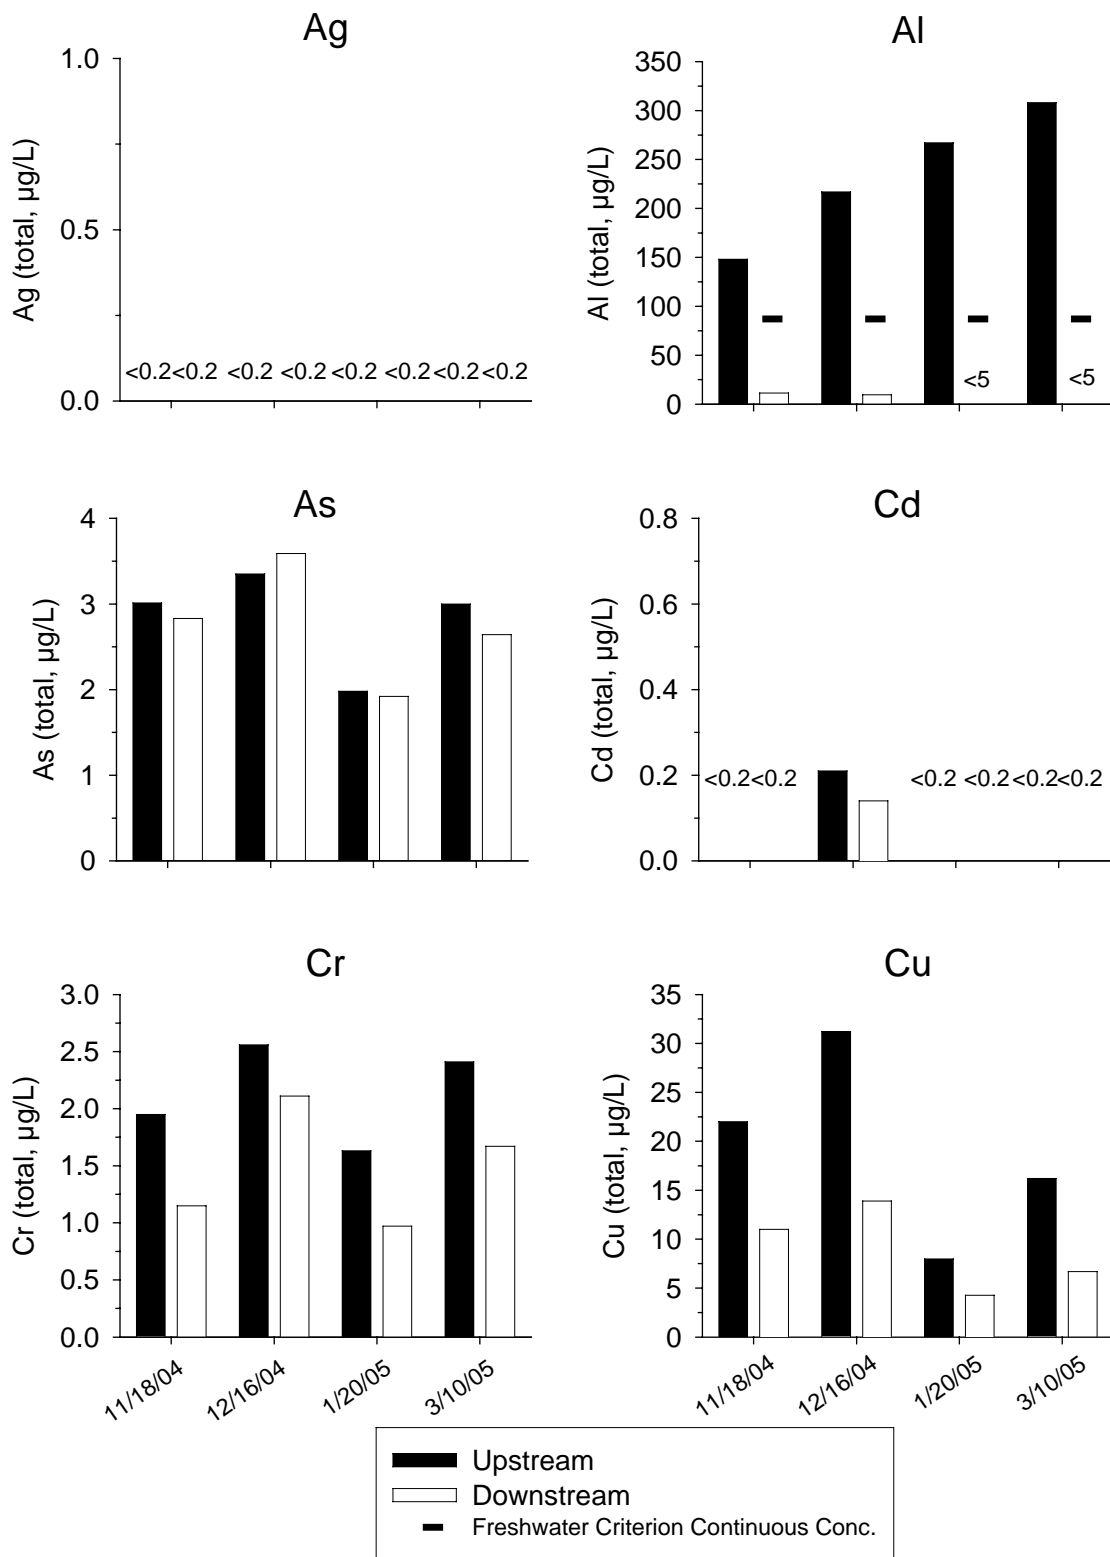 Ag
Ag (total, µg/L)
1.0
0.5
0.0
<0.2 <0.2 <0.2 <0.2 <0.2 <0.2 <0.2 <0.2
Al
Al (total, µg/L)
350
300
250
200
150
100
50
0
<5 <5
As
As (total, µg/L)
4
3
2
1
0
Cd
Cd (total, µg/L)
0.8
0.6
0.4
0.2
0.0
<0.2 <0.2 <0.2 <0.2 <0.2 <0.2
Cr
Cr (total, µg/L)
3.0
2.5
2.0
1.5
1.0
0.5
0.0
11/18/04 12/16/04 1/20/05 3/10/05
Cu
Cu (total, µg/L)
35
30
25
20
15
10
5
0
11/18/04 12/16/04 1/20/05 3/10/05
Upstream
Downstream
Freshwater Criterion Continuous Conc.